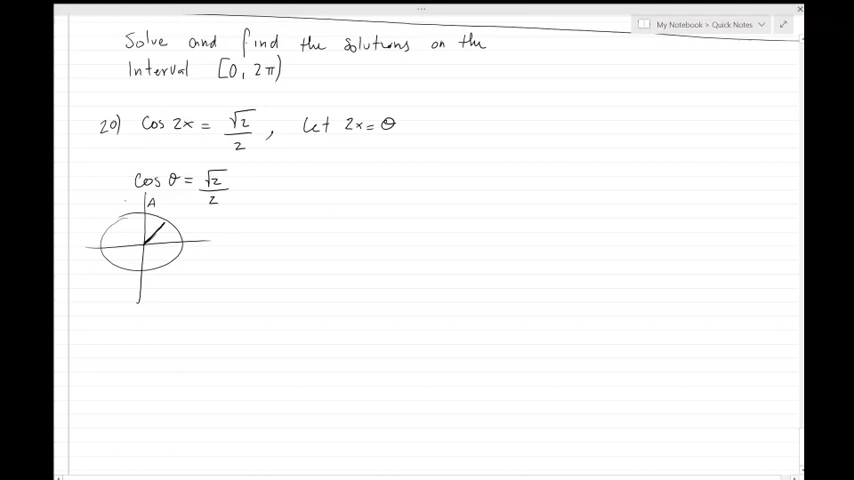 My Notebook > Quick Notes
Solve and find the solutions on the
Interval [0, 2π)
20) Cos 2x = √2/2 , Let 2x = θ
Cos θ = √2/2
A